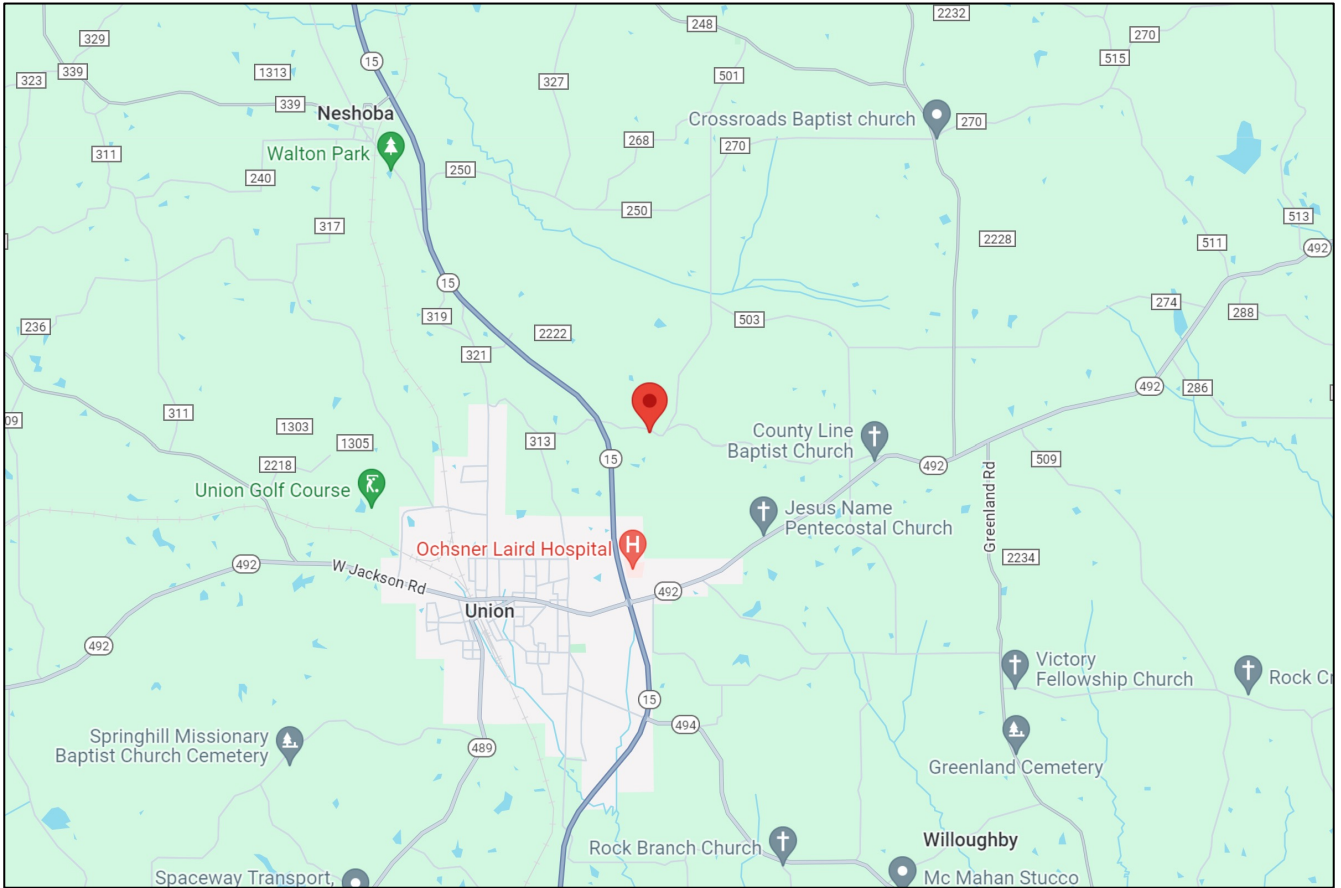 2232
248
270
329
515
15
339
1313
501
323
327
339
Neshoba
Crossroads Baptist church
270
268
270
Walton Park
311
250
240
250
513
317
2228
511
492
15
274
288
319
503
236
2222
321
492
286
311
09
1303
313
County Line
Baptist Church
1305
15
492
509
2218
Union Golf Course
Greenland Rd
Jesus Name
Pentecostal Church
H
Ochsner Laird Hospital
2234
492
W Jackson Rd
492
Union
492
Victory
Fellowship Church
Rock Cr
15
494
Springhill Missionary
Baptist Church Cemetery
489
Greenland Cemetery
Willoughby
Rock Branch Church
Spaceway Transport,
Mc Mahan Stucco